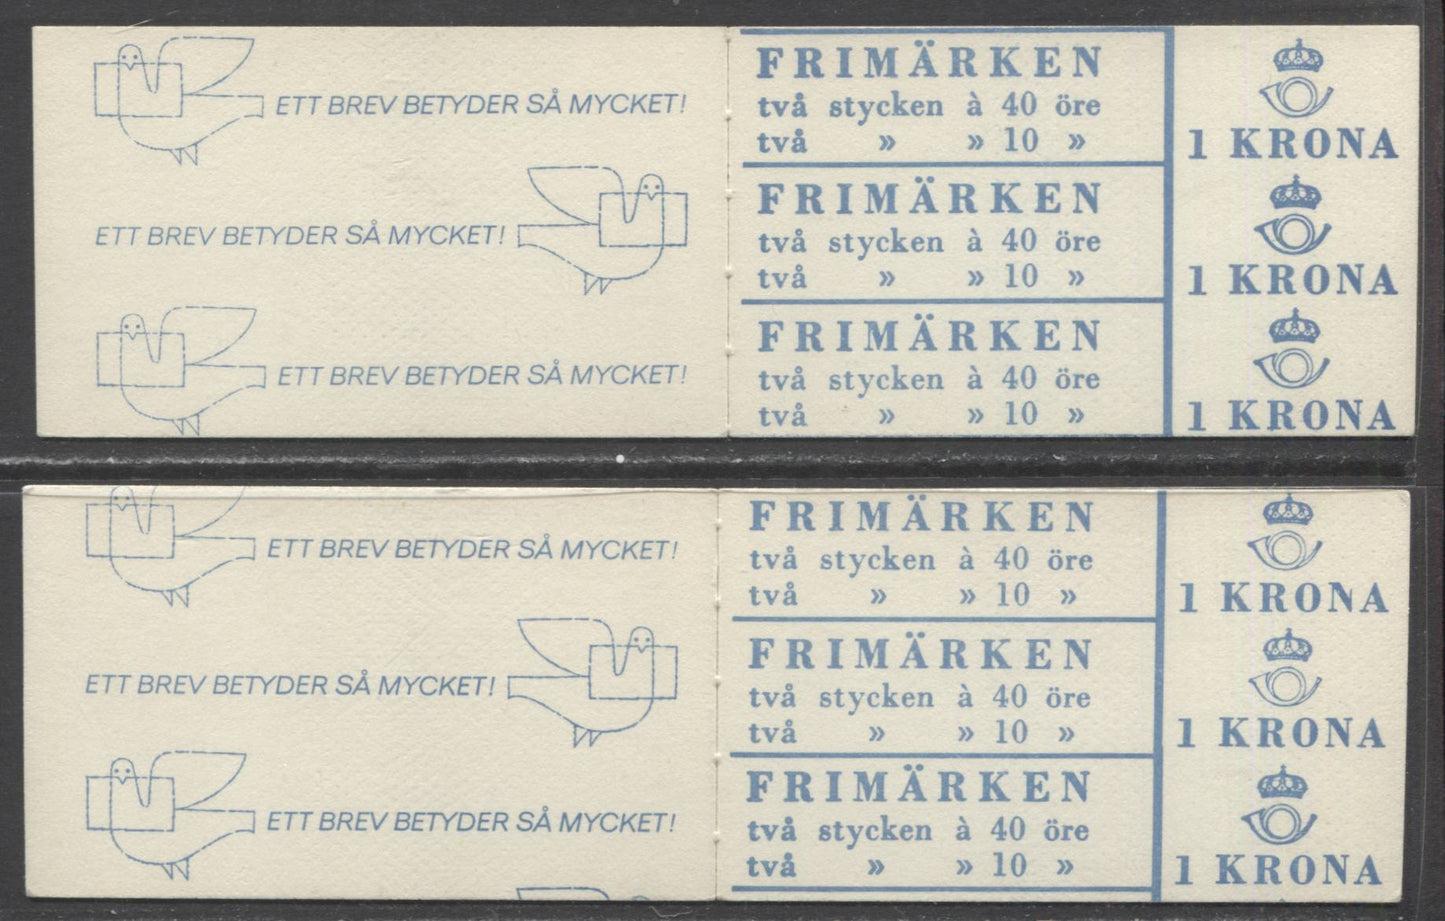 ETT BREV BETYDER SÅ MYCKET!
ETT BREV BETYDER SÅ MYCKET!
ETT BREV BETYDER SÅ MYCKET!
FRIMÄRKEN
två stycken à 40 öre
två » » 10 »
FRIMÄRKEN
två stycken à 40 öre
två » » 10 »
FRIMÄRKEN
två stycken à 40 öre
två » » 10 »
1 KRONA
1 KRONA
1 KRONA
ETT BREV BETYDER SÅ MYCKET!
ETT BREV BETYDER SÅ MYCKET!
ETT BREV BETYDER SÅ MYCKET!
FRIMÄRKEN
två stycken à 40 öre
två » » 10 »
FRIMÄRKEN
två stycken à 40 öre
två » » 10 »
FRIMÄRKEN
två stycken à 40 öre
två » » 10 »
1 KRONA
1 KRONA
1 KRONA